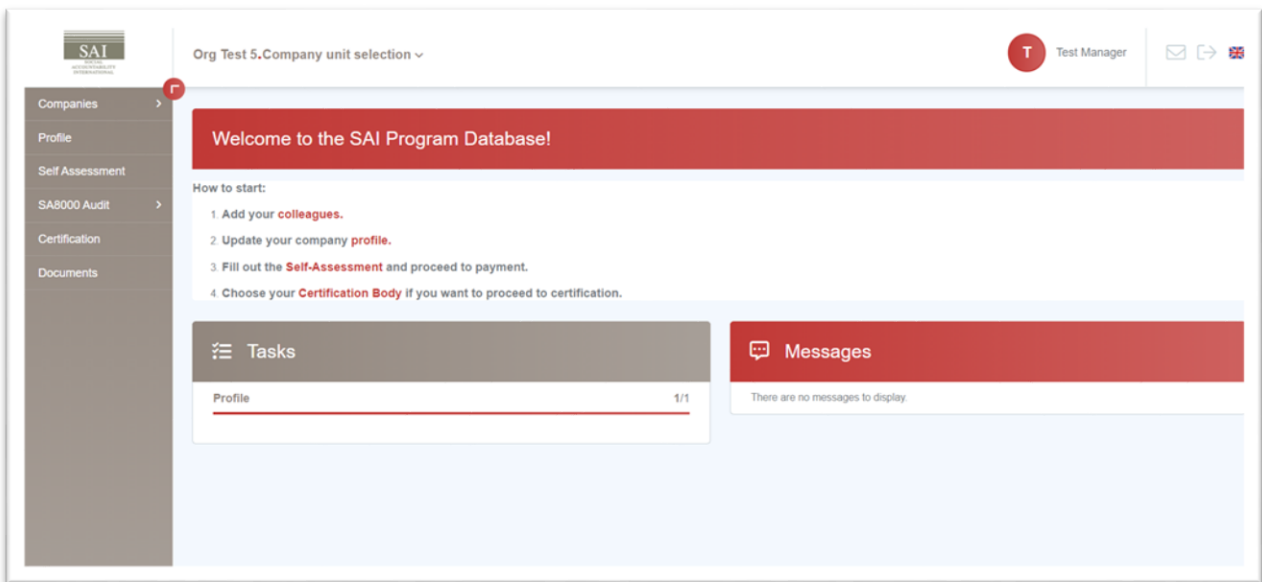 SAI
SOCIAL
ACCOUNTABILITY
INTERNATIONAL
Org Test 5.Company unit selection
T
Test Manager
Companies
Profile
Self Assessment
SA8000 Audit
Certification
Documents
Welcome to the SAI Program Database!
How to start:
1. Add your colleagues.
2. Update your company profile.
3. Fill out the Self-Assessment and proceed to payment.
4. Choose your Certification Body if you want to proceed to certification.
Tasks
Profile 1/1
Messages
There are no messages to display.